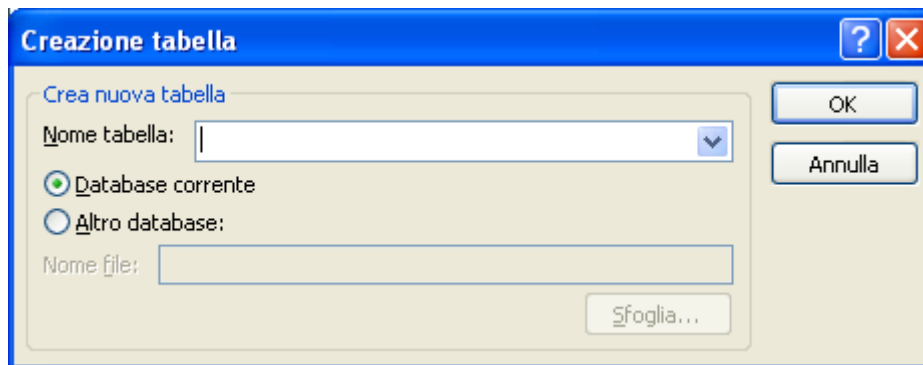 Creazione tabella
Crea nuova tabella
Nome tabella:
Database corrente
Altro database:
Nome file:
Sfoglia...
OK
Annulla